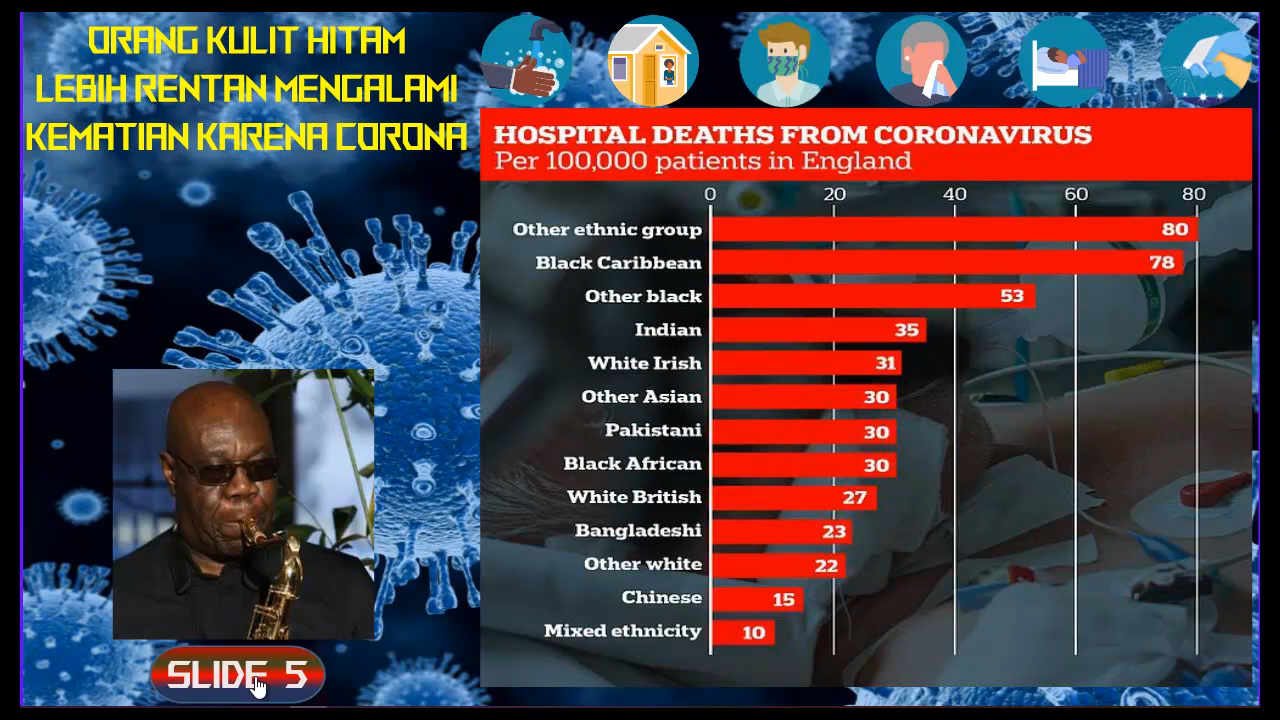 ORANG KULIT HITAM
LEBIH RENTAN MENGALAMI
KEMATIAN KARENA CORONA
HOSPITAL DEATHS FROM CORONAVIRUS
Per 100,000 patients in England
0 20 40 60 80
Other ethnic group 80
Black Caribbean 78
Other black 53
Indian 35
White Irish 31
Other Asian 30
Pakistani 30
Black African 30
White British 27
Bangladeshi 23
Other white 22
Chinese 15
Mixed ethnicity 10
SLIDE 5